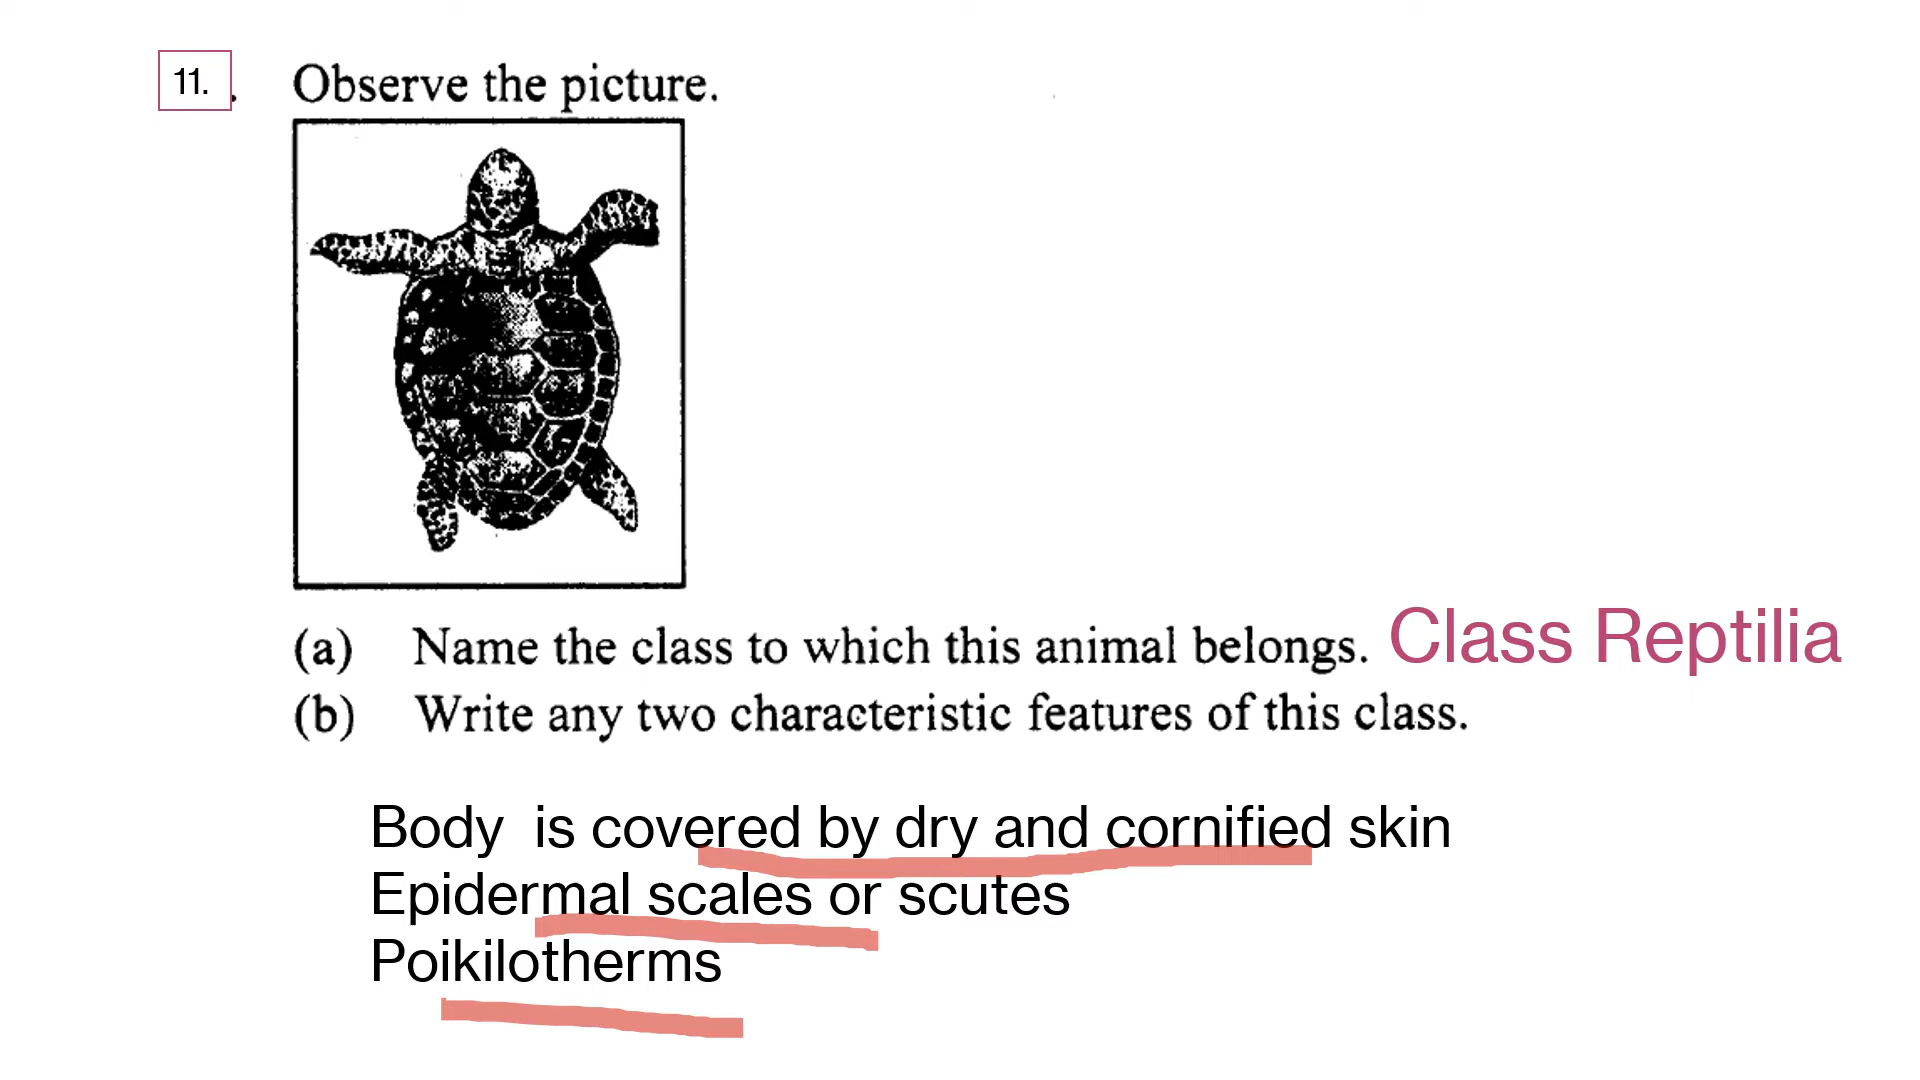 11. . Observe the picture.
(a) Name the class to which this animal belongs. Class Reptilia
(b) Write any two characteristic features of this class.
Body is covered by dry and cornified skin
Epidermal scales or scutes
Poikilotherms